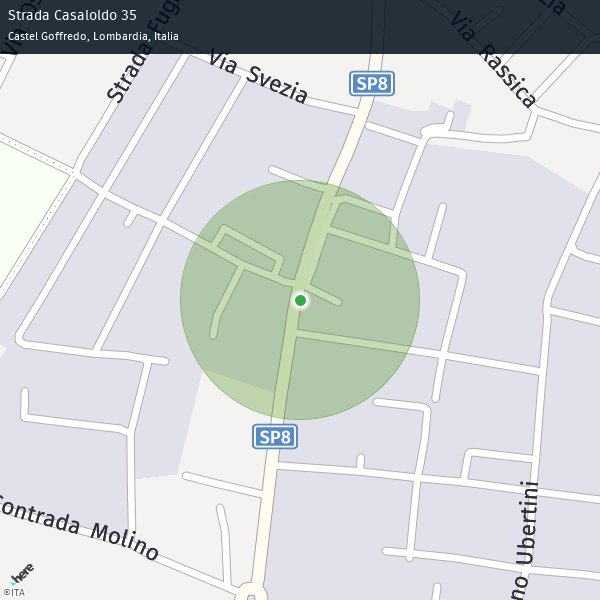 Strada Casaloldo 35
Castel Goffredo, Lombardia, Italia
Strada Fug
Via Svezia
Via Rassica
SP8
SP8
Contrada Molino
no Ubertini
here
©ITA